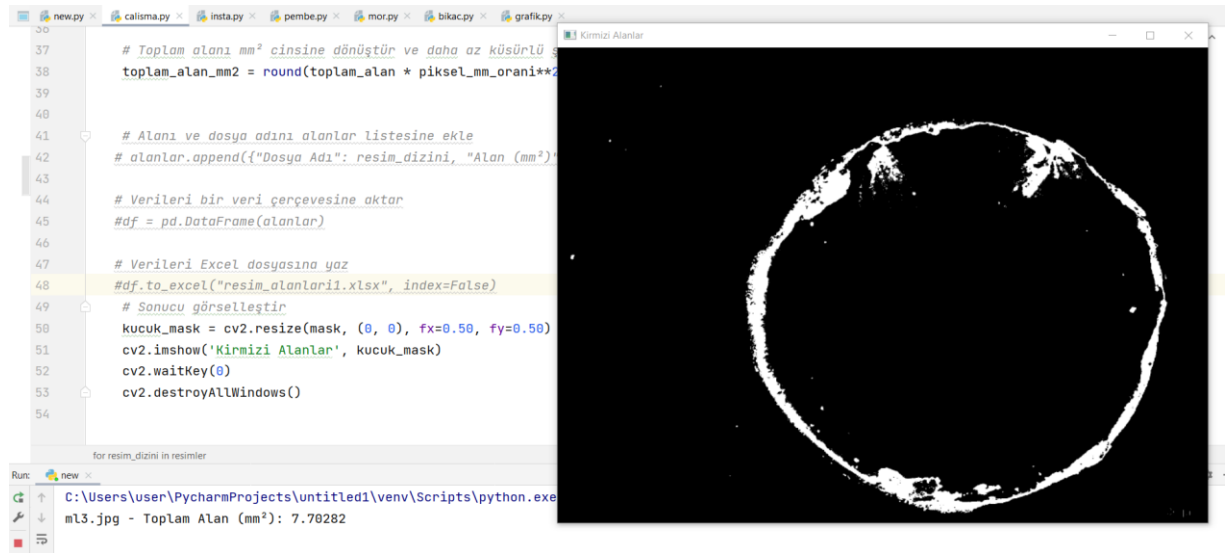 new.py × calisma.py × insta.py × pembe.py × mor.py × bikac.py × grafik.py ×
Kirmizi Alanlar
36
37 # Toplam alanı mm² cinsine dönüştür ve daha az küsürlü ş
38 toplam_alan_mm2 = round(toplam_alan * piksel_mm_orani**2
39
40
41 # Alanı ve dosya adını alanlar listesine ekle
42 # alanlar.append({"Dosya Adı": resim_dizini, "Alan (mm²)"
43
44 # Verileri bir veri çerçevesine aktar
45 #df = pd.DataFrame(alanlar)
46
47 # Verileri Excel dosyasına yaz
48 #df.to_excel("resim_alanlari1.xlsx", index=False)
49 # Sonucu görselleştir
50 kucuk_mask = cv2.resize(mask, (0, 0), fx=0.50, fy=0.50)
51 cv2.imshow('Kirmizi Alanlar', kucuk_mask)
52 cv2.waitKey(0)
53 cv2.destroyAllWindows()
54
for resim_dizini in resimler
Run: new ×
C:\Users\user\PycharmProjects\untitled1\venv\Scripts\python.exe
ml3.jpg - Toplam Alan (mm²): 7.70282